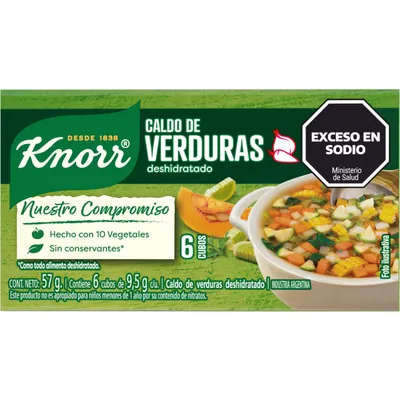 DESDE 1838
Knorr®
CALDO DE
VERDURAS
deshidratado
EXCESO EN
SODIO
Ministerio
de Salud
Nuestro Compromiso
Hecho con 10 Vegetales
Sin conservantes*
6 CUBOS
*Como todo alimento deshidratado.
CONT. NETO: 57 g. | Contiene 6 cubos de 9,5 g c/u. | Caldo de verduras deshidratado | INDUSTRIA ARGENTINA
Este producto no es apropiado para niños menores de 1 año por su contenido de nitratos.
Foto ilustrativa